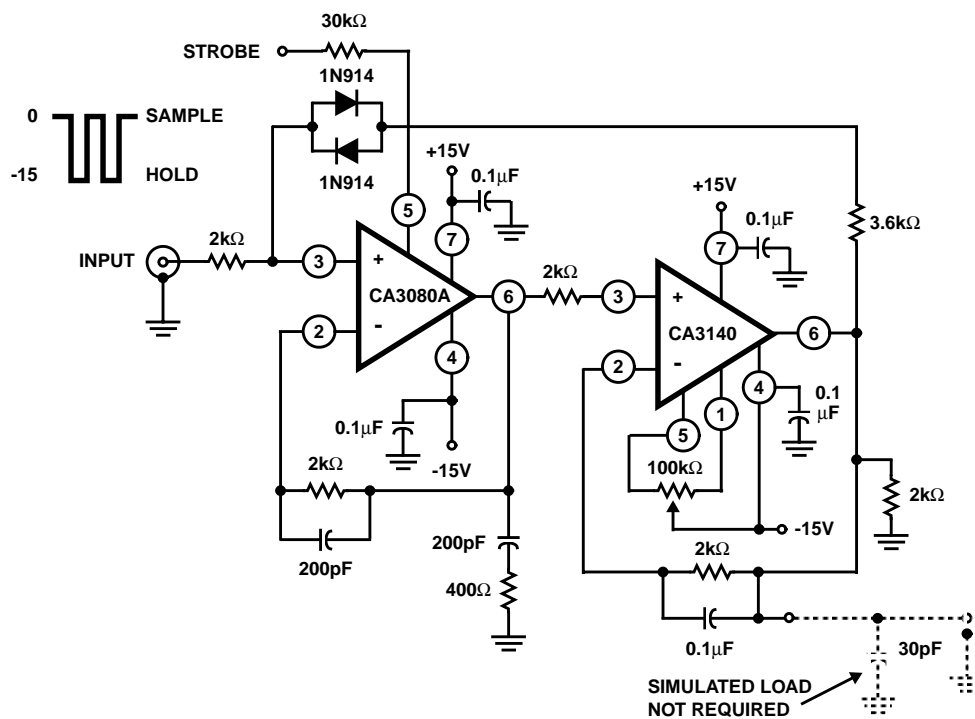 30kΩ
STROBE
1N914
0
SAMPLE
-15
HOLD
1N914
+15V
0.1μF
+15V
0.1μF
5
7
7
3.6kΩ
INPUT
2kΩ
3
+
CA3080A
6
2kΩ
3
+
CA3140
6
2
-
4
2
-
4
0.1
μF
5
1
0.1μF
-15V
100kΩ
2kΩ
2kΩ
-15V
200pF
200pF
2kΩ
400Ω
0.1μF
30pF
SIMULATED LOAD
NOT REQUIRED